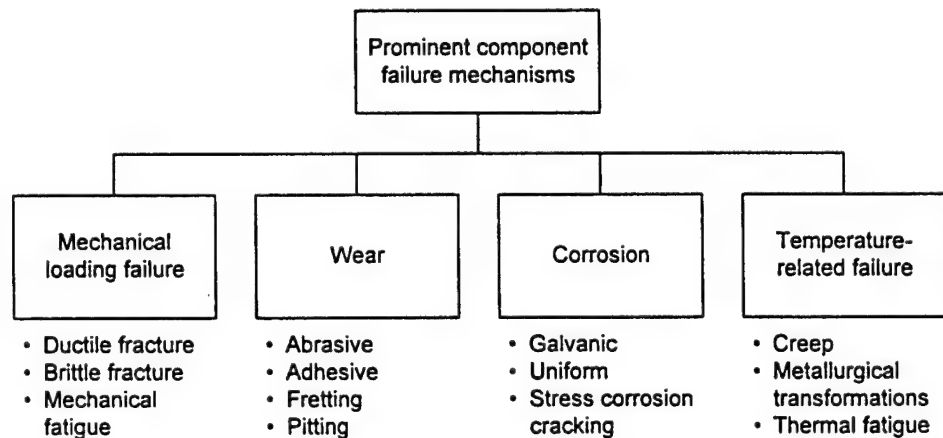 Prominent component
failure mechanisms
Mechanical
loading failure
Wear
Corrosion
Temperature-
related failure
• Ductile fracture
• Brittle fracture
• Mechanical
fatigue
• Abrasive
• Adhesive
• Fretting
• Pitting
• Galvanic
• Uniform
• Stress corrosion
cracking
• Creep
• Metallurgical
transformations
• Thermal fatigue